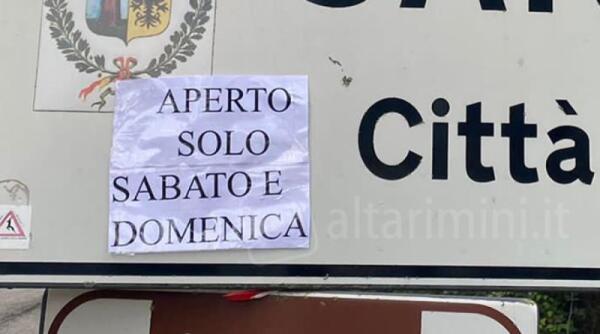 APERTO
SOLO
SABATO E
DOMENICA
Città
altarimini.it